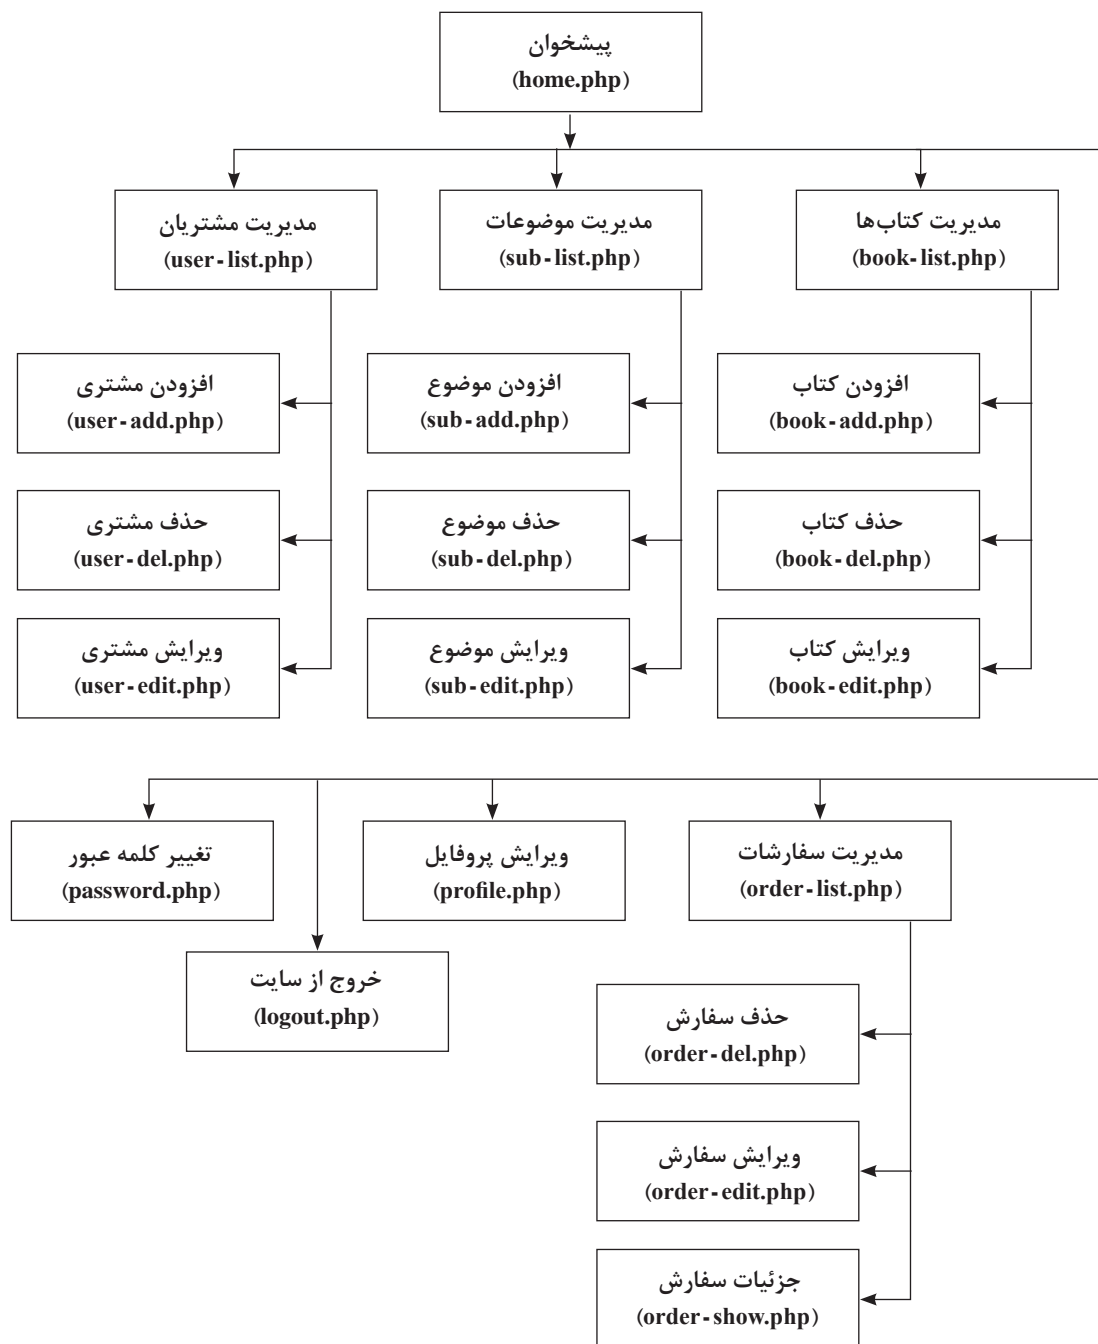 پیشخوان
(home.php)
مدیریت کتاب‌ها
(book-list.php)
مدیریت موضوعات
(sub-list.php)
مدیریت مشتریان
(user-list.php)
افزودن کتاب
(book-add.php)
افزودن موضوع
(sub-add.php)
افزودن مشتری
(user-add.php)
حذف کتاب
(book-del.php)
حذف موضوع
(sub-del.php)
حذف مشتری
(user-del.php)
ویرایش کتاب
(book-edit.php)
ویرایش موضوع
(sub-edit.php)
ویرایش مشتری
(user-edit.php)
مدیریت سفارشات
(order-list.php)
ویرایش پروفایل
(profile.php)
تغییر کلمه عبور
(password.php)
خروج از سایت
(logout.php)
حذف سفارش
(order-del.php)
ویرایش سفارش
(order-edit.php)
جزئیات سفارش
(order-show.php)